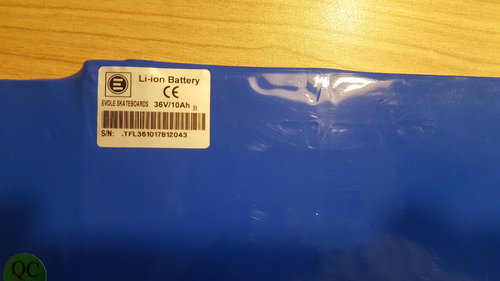 Li-ion Battery
CE
EVOLE SKATEBOARDS 36V/10Ah B
S/N: .TFL361017B12043
QC